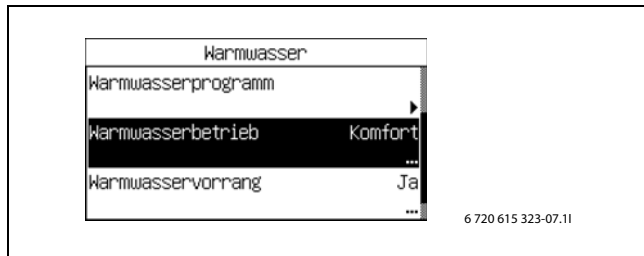 Warmwasser
Warmwasserprogramm
Warmwasserbetrieb Komfort
...
Warmwasservorrang Ja
...
6 720 615 323-07.1I